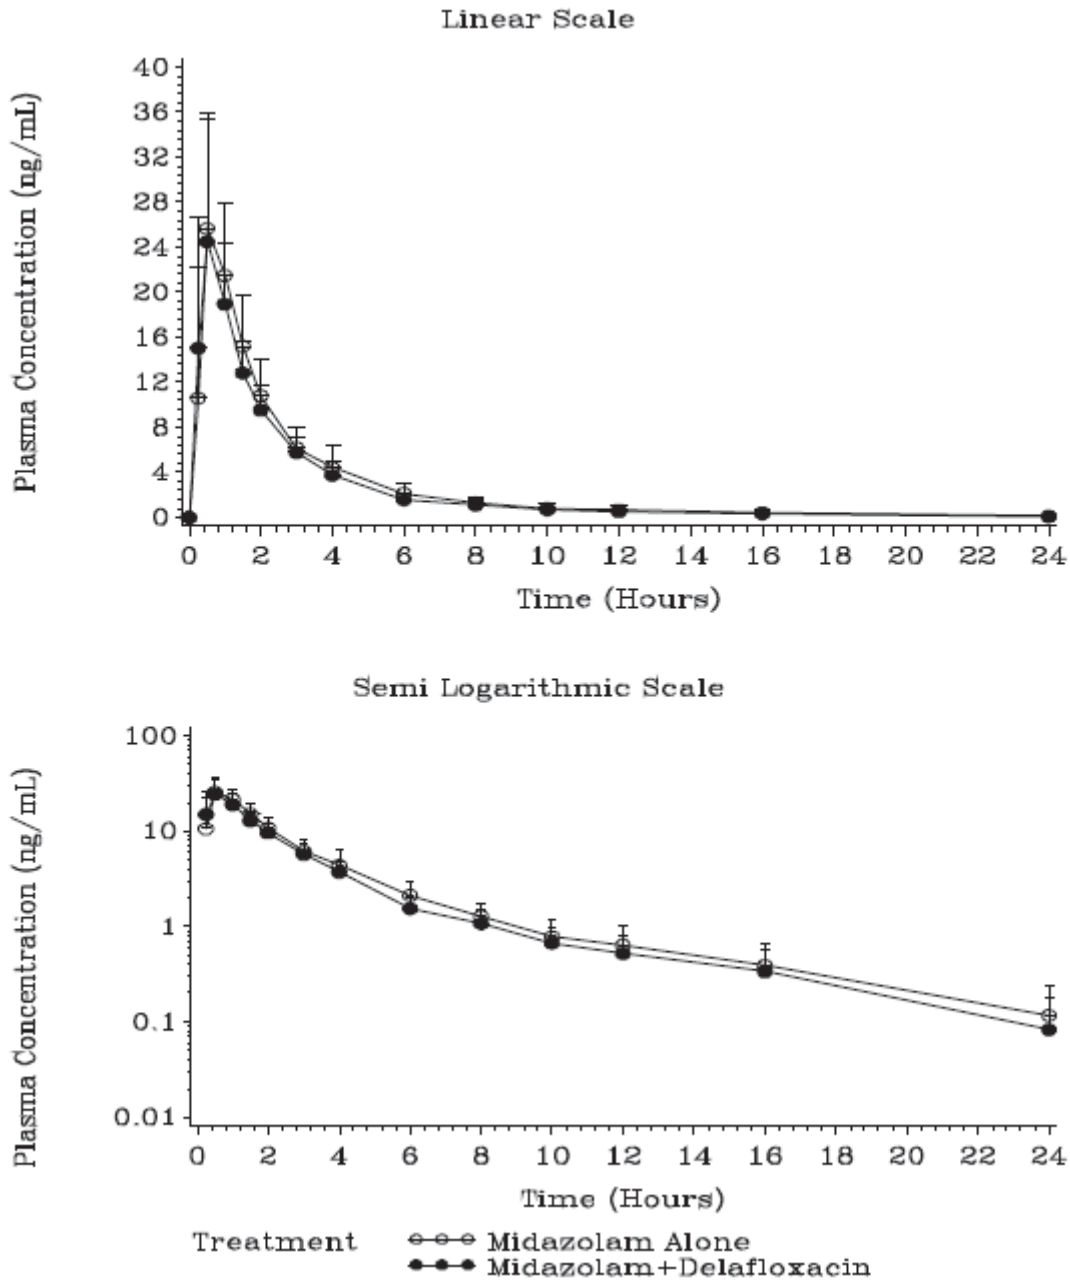 Linear Scale
Plasma Concentration (ng/mL)
40
36
32
28
24
20
16
12
8
4
0
0 2 4 6 8 10 12 14 16 18 20 22 24
Time (Hours)
Semi Logarithmic Scale
Plasma Concentration (ng/mL)
100
10
1
0.1
0.01
0 2 4 6 8 10 12 14 16 18 20 22 24
Time (Hours)
Treatment Midazolam Alone
Midazolam+Delafloxacin